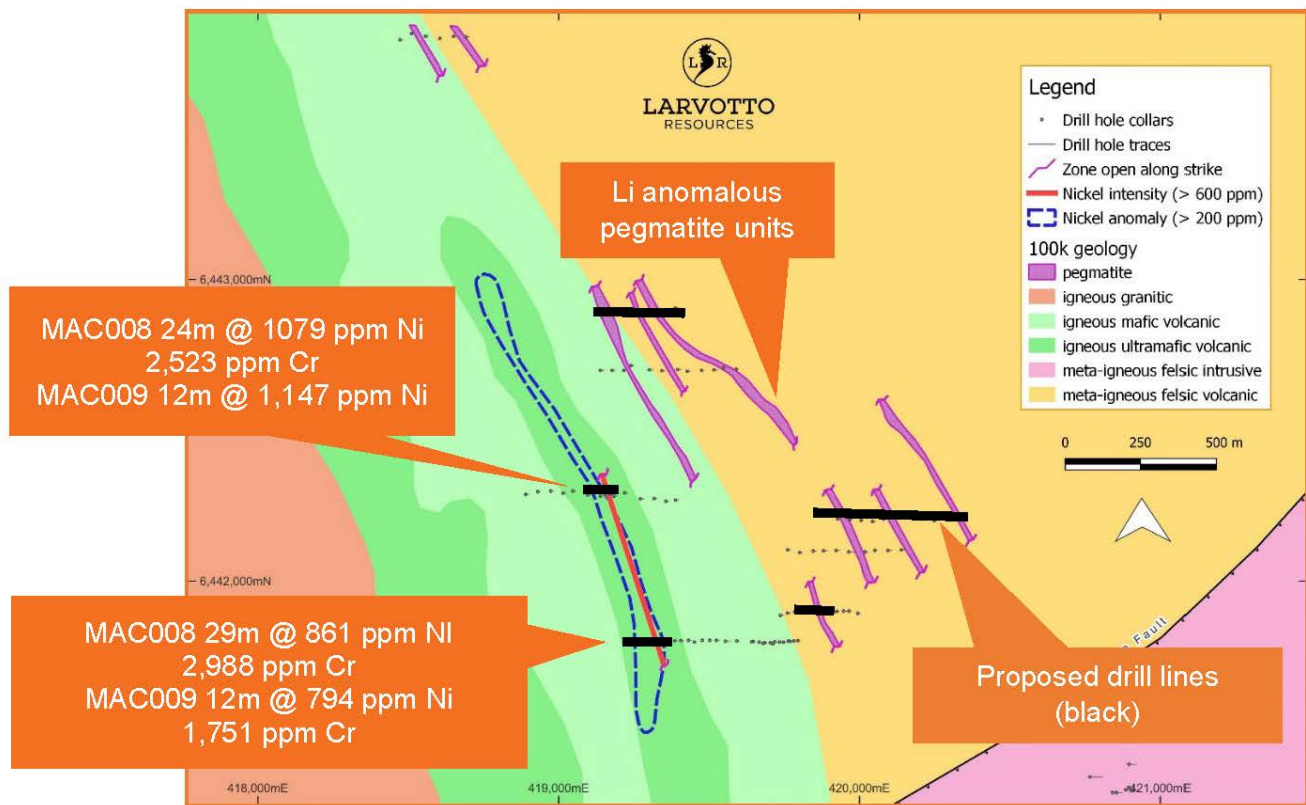 L R
LARVOTTO
RESOURCES
Legend
Drill hole collars
Drill hole traces
Zone open along strike
Nickel intensity (> 600 ppm)
Nickel anomaly (> 200 ppm)
100k geology
pegmatite
igneous granitic
igneous mafic volcanic
igneous ultramafic volcanic
meta-igneous felsic intrusive
meta-igneous felsic volcanic
0 250 500 m
Li anomalous
pegmatite units
6,443,000mN
MAC008 24m @ 1079 ppm Ni
2,523 ppm Cr
MAC009 12m @ 1,147 ppm Ni
6,442,000mN
MAC008 29m @ 861 ppm NI
2,988 ppm Cr
MAC009 12m @ 794 ppm Ni
1,751 ppm Cr
Fault
Proposed drill lines
(black)
418,000mE
419,000mE
420,000mE
421,000mE